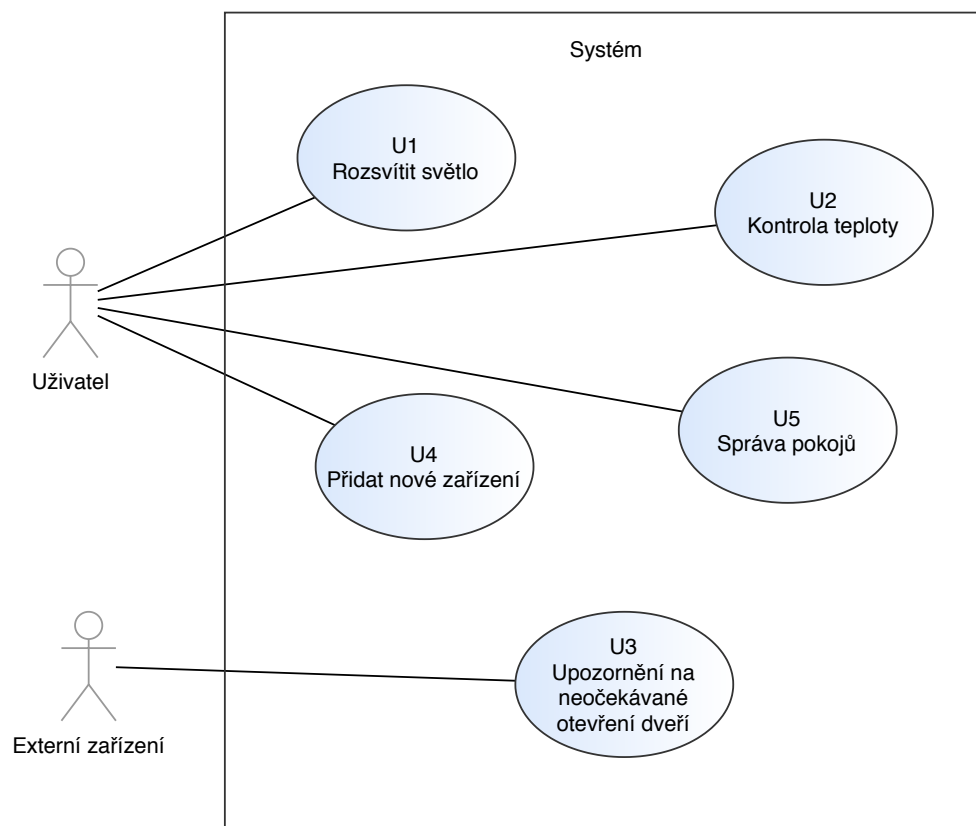 Systém
U1
Rozsvítit světlo
U2
Kontrola teploty
Uživatel
U5
Správa pokojů
U4
Přidat nové zařízení
U3
Upozornění na
neočekávané
otevření dveří
Externí zařízení